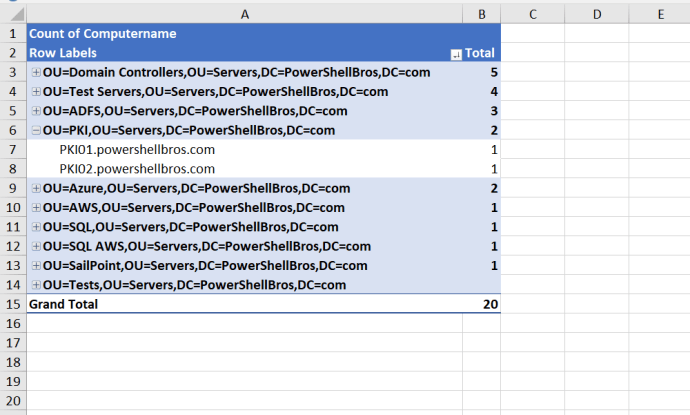 A B C D E
1 Count of Computername
2 Row Labels Total
3 OU=Domain Controllers,OU=Servers,DC=PowerShellBros,DC=com 5
4 OU=Test Servers,OU=Servers,DC=PowerShellBros,DC=com 4
5 OU=ADFS,OU=Servers,DC=PowerShellBros,DC=com 3
6 OU=PKI,OU=Servers,DC=PowerShellBros,DC=com 2
7 PKI01.powershellbros.com 1
8 PKI02.powershellbros.com 1
9 OU=Azure,OU=Servers,DC=PowerShellBros,DC=com 2
10 OU=AWS,OU=Servers,DC=PowerShellBros,DC=com 1
11 OU=SQL,OU=Servers,DC=PowerShellBros,DC=com 1
12 OU=SQL AWS,OU=Servers,DC=PowerShellBros,DC=com 1
13 OU=SailPoint,OU=Servers,DC=PowerShellBros,DC=com 1
14 OU=Tests,OU=Servers,DC=PowerShellBros,DC=com
15 Grand Total 20
16
17
18
19
20